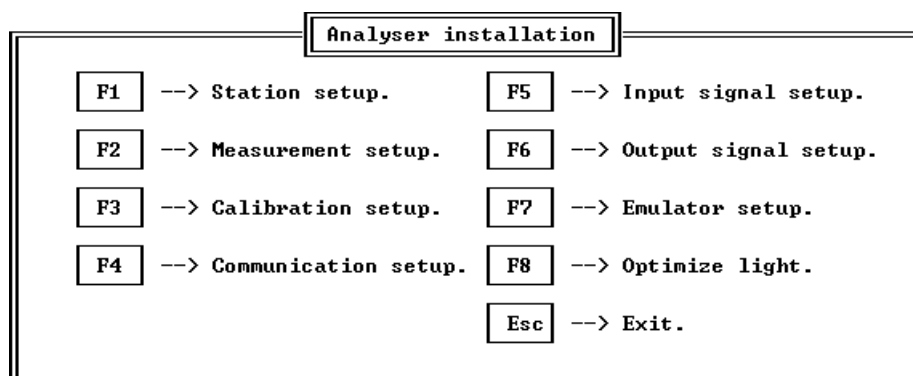 Analyser installation
F1 --> Station setup.
F5 --> Input signal setup.
F2 --> Measurement setup.
F6 --> Output signal setup.
F3 --> Calibration setup.
F7 --> Emulator setup.
F4 --> Communication setup.
F8 --> Optimize light.
Esc --> Exit.